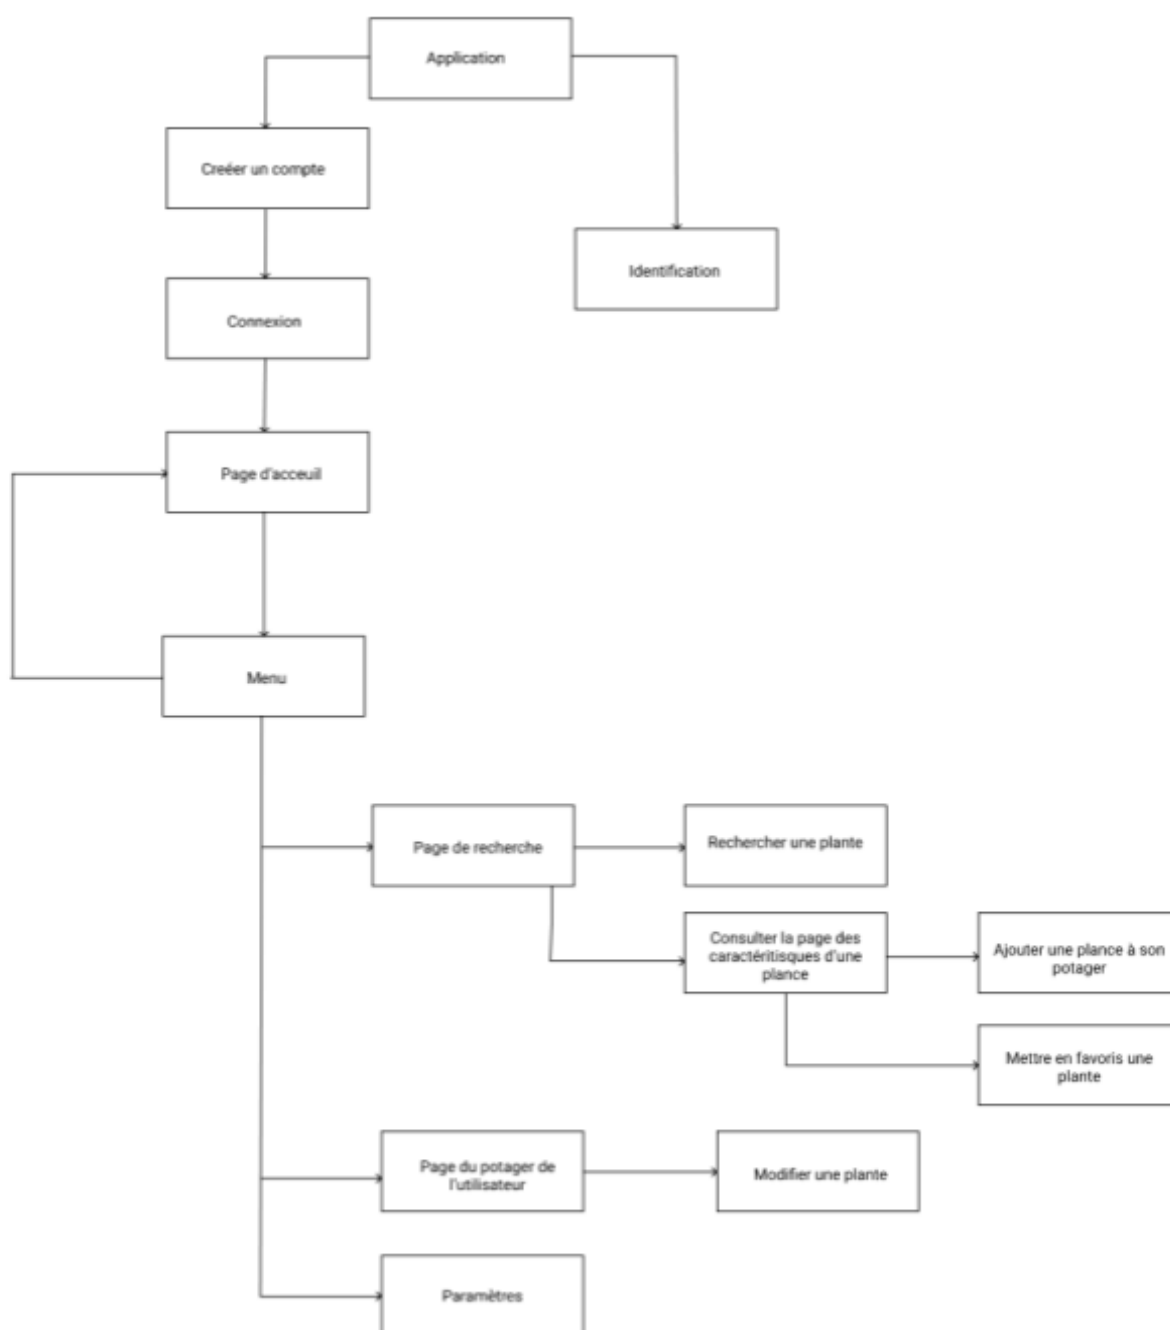 Application
Creéer un compte
Identification
Connexion
Page d'acceuil
Menu
Page de recherche
Rechercher une plante
Consulter la page des
caractéritisques d'une
plance
Ajouter une plance à son
potager
Mettre en favoris une
plante
Page du potager de
l'utilisateur
Modifier une plante
Paramètres